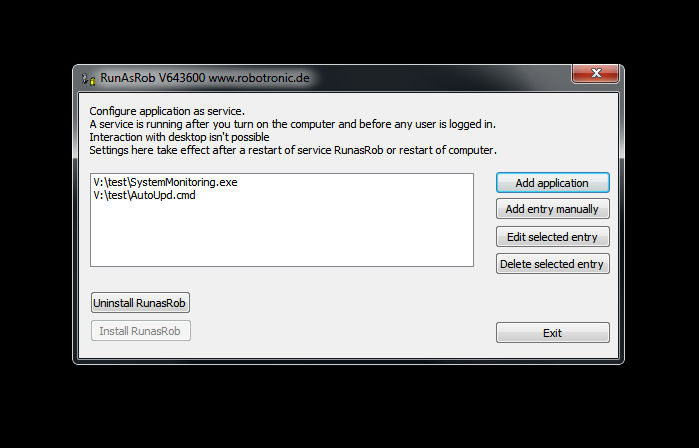 RunAsRob V643600 www.robotronic.de
Configure application as service.
A service is running after you turn on the computer and before any user is logged in.
Interaction with desktop isn't possible
Settings here take effect after a restart of service RunasRob or restart of computer.
V:\test\SystemMonitoring.exe
V:\test\AutoUpd.cmd
Add application
Add entry manually
Edit selected entry
Delete selected entry
Uninstall RunasRob
Install RunasRob
Exit